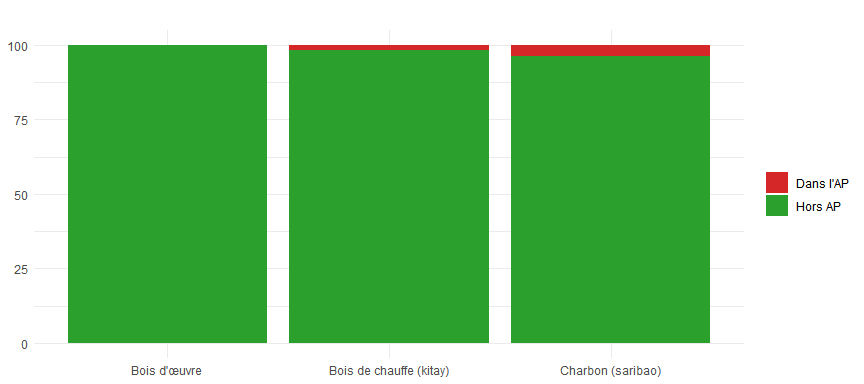 100
75
50
25
0
Bois d'œuvre
Bois de chauffe (kitay)
Charbon (saribao)
Dans l'AP
Hors AP